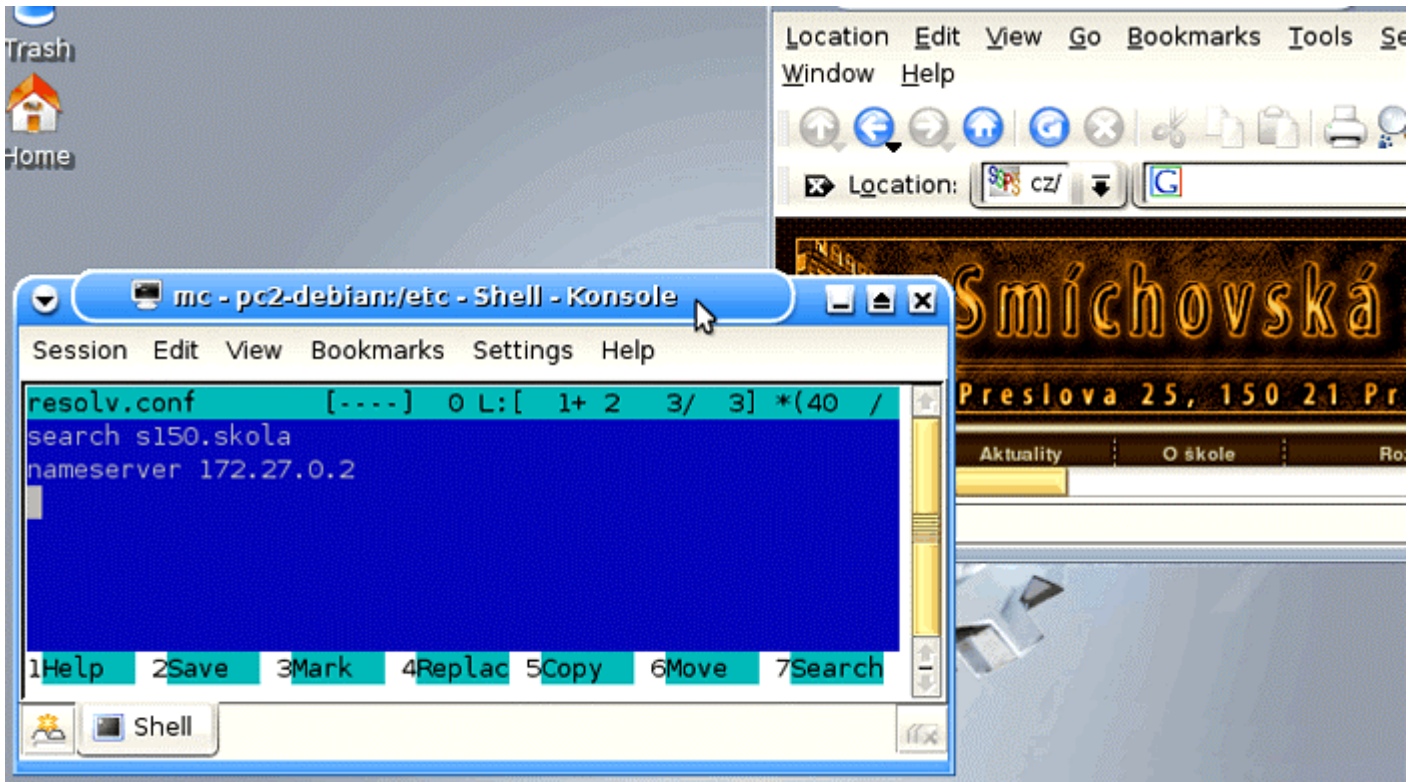 Trash
Home
Location Edit View Go Bookmarks Tools Se
Window Help
Location: cz/ G
Smíchovská
Preslova 25, 150 21 Pr
Aktuality O škole Roz
mc - pc2-debian:/etc - Shell - Konsole
Session Edit View Bookmarks Settings Help
resolv.conf [----] 0 L:[ 1+ 2 3/ 3] *(40 /
search s150.skola
nameserver 172.27.0.2
1Help 2Save 3Mark 4Replac 5Copy 6Move 7Search
Shell